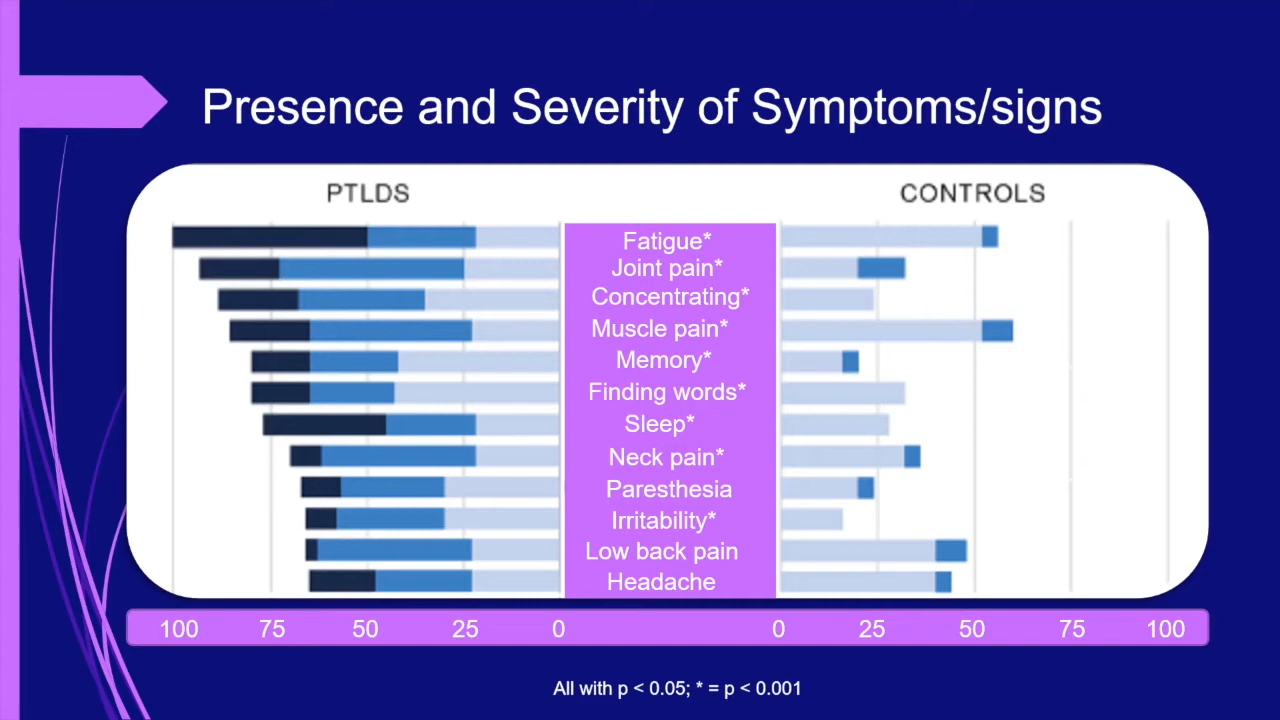 Presence and Severity of Symptoms/signs
PTLDS
CONTROLS
Fatigue*
Joint pain*
Concentrating*
Muscle pain*
Memory*
Finding words*
Sleep*
Neck pain*
Paresthesia
Irritability*
Low back pain
Headache
100 75 50 25 0 0 25 50 75 100
All with p < 0.05; * = p < 0.001